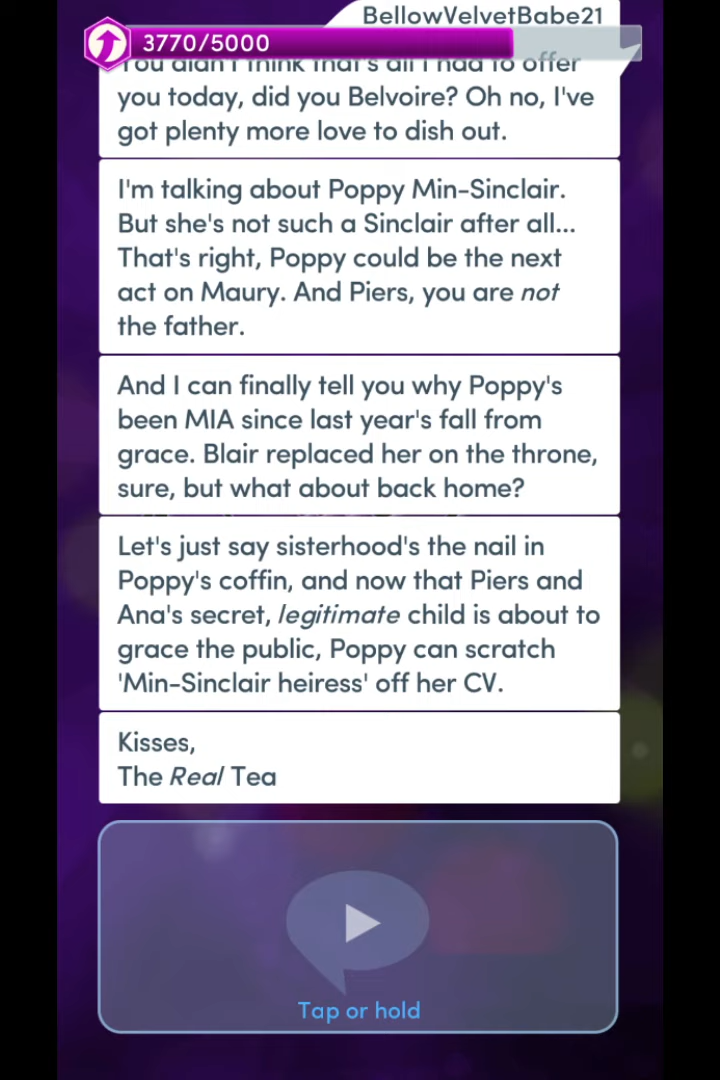 BellowVelvetBabe21
3770/5000
You didn't think that's all I had to offer
you today, did you Belvoire? Oh no, I've
got plenty more love to dish out.
I'm talking about Poppy Min-Sinclair.
But she's not such a Sinclair after all...
That's right, Poppy could be the next
act on Maury. And Piers, you are not
the father.
And I can finally tell you why Poppy's
been MIA since last year's fall from
grace. Blair replaced her on the throne,
sure, but what about back home?
Let's just say sisterhood's the nail in
Poppy's coffin, and now that Piers and
Ana's secret, legitimate child is about to
grace the public, Poppy can scratch
'Min-Sinclair heiress' off her CV.
Kisses,
The Real Tea
Tap or hold